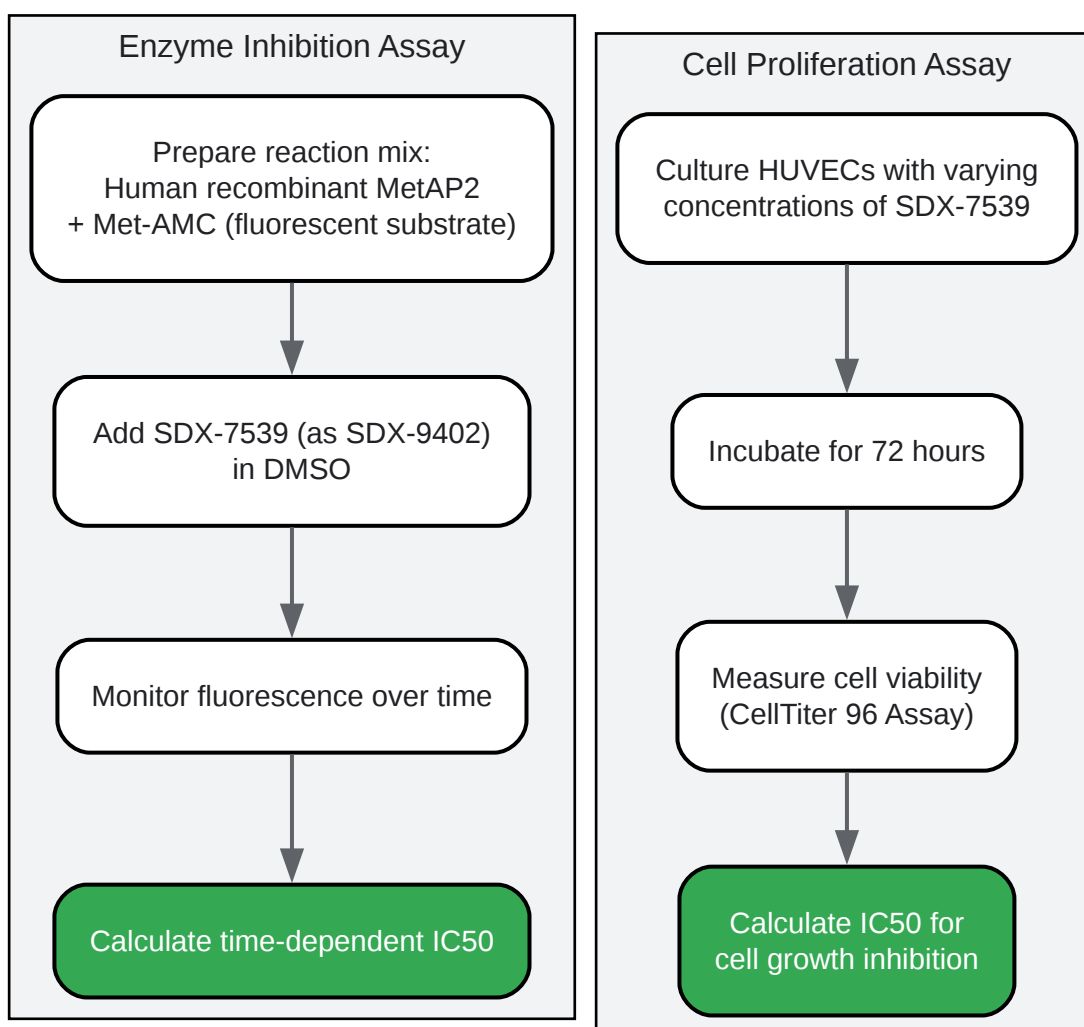 Enzyme Inhibition Assay
Prepare reaction mix:
Human recombinant MetAP2
+ Met-AMC (fluorescent substrate)
Add SDX-7539 (as SDX-9402)
in DMSO
Monitor fluorescence over time
Calculate time-dependent IC50
Cell Proliferation Assay
Culture HUVECs with varying
concentrations of SDX-7539
Incubate for 72 hours
Measure cell viability
(CellTiter 96 Assay)
Calculate IC50 for
cell growth inhibition